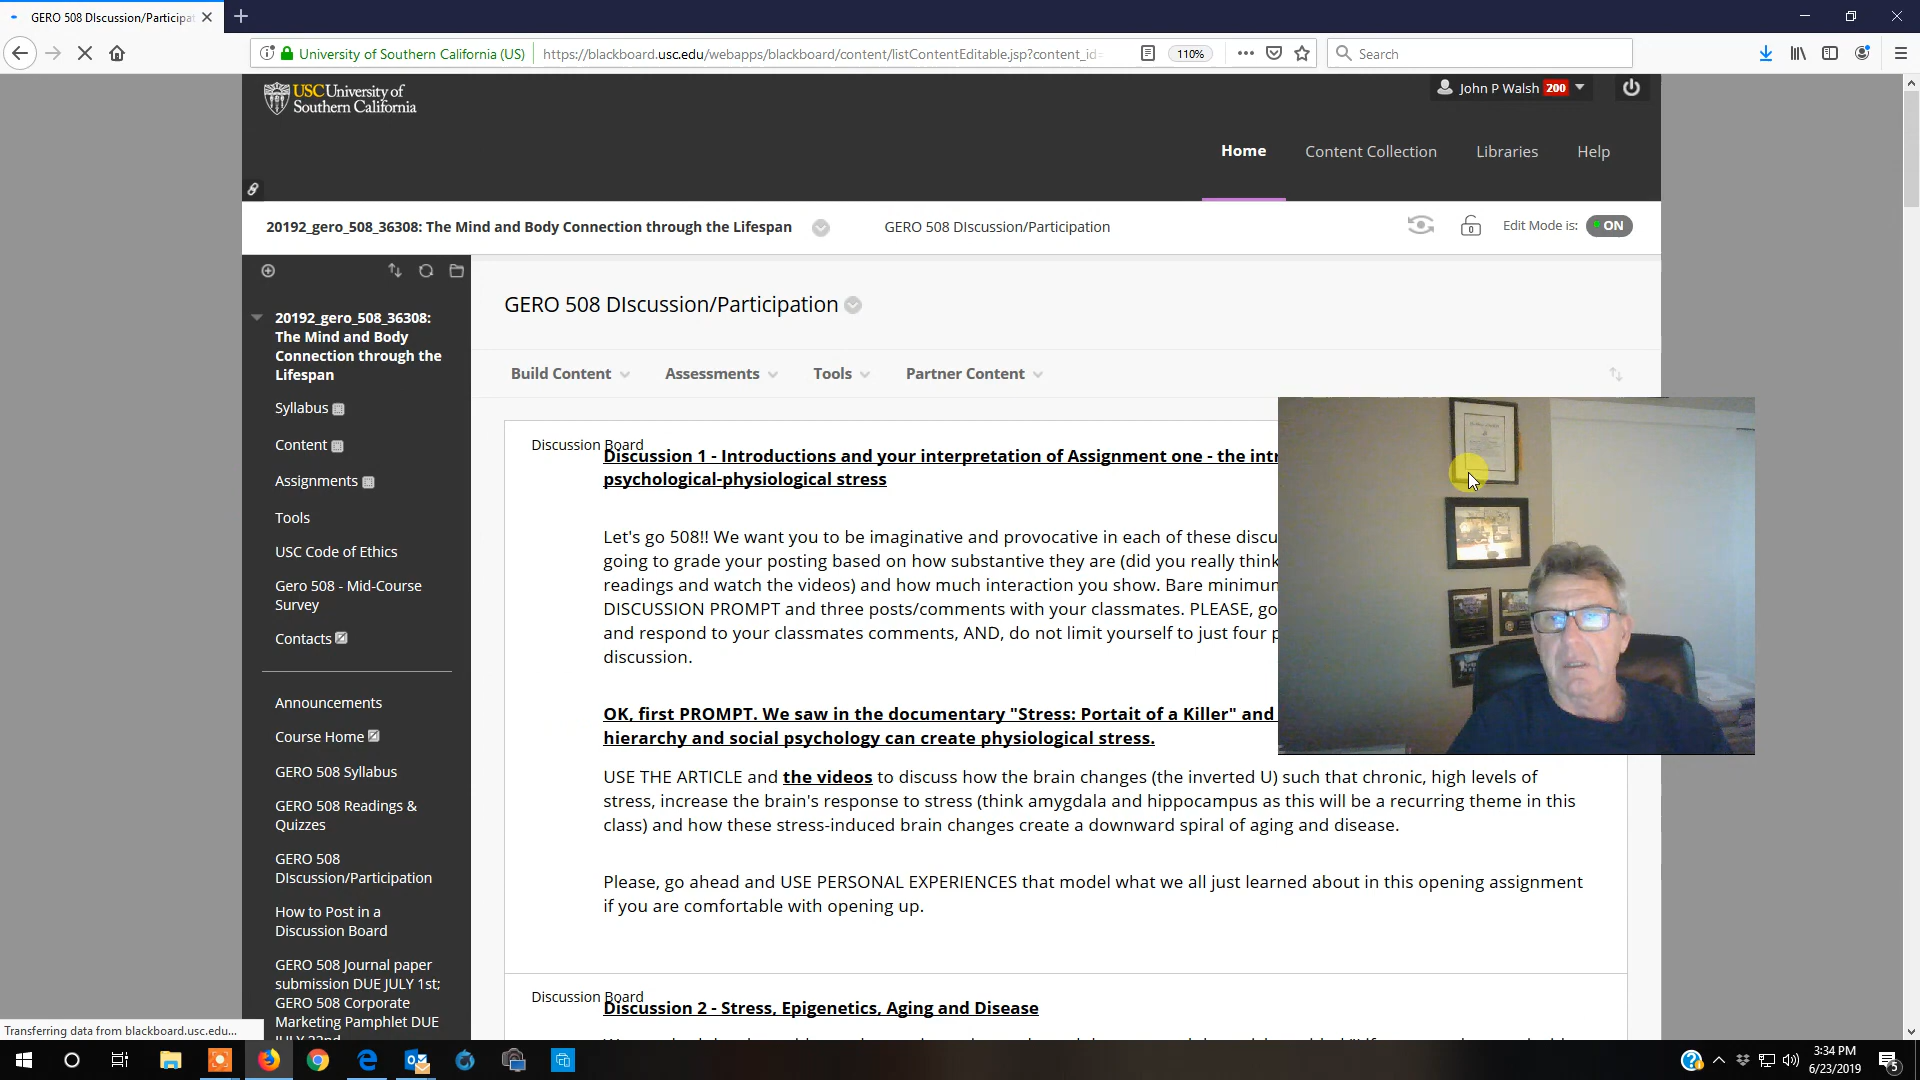 GERO 508 DIscussion/Participat
University of Southern California (US)
https://blackboard.usc.edu/webapps/blackboard/content/listContentEditable.jsp?content_id=
110%
Search
USC University of
Southern California
John P Walsh 200
Home
Content Collection
Libraries
Help
20192_gero_508_36308: The Mind and Body Connection through the Lifespan
GERO 508 DIscussion/Participation
Edit Mode is: ON
20192_gero_508_36308:
The Mind and Body
Connection through the
Lifespan
Syllabus
Content
Assignments
Tools
USC Code of Ethics
Gero 508 - Mid-Course
Survey
Contacts
Announcements
Course Home
GERO 508 Syllabus
GERO 508 Readings &
Quizzes
GERO 508
DIscussion/Participation
How to Post in a
Discussion Board
GERO 508 Journal paper
submission DUE JULY 1st;
GERO 508 Corporate
Marketing Pamphlet DUE
GERO 508 DIscussion/Participation
Build Content
Assessments
Tools
Partner Content
Discussion Board
Discussion 1 - Introductions and your interpretation of Assignment one - the
psychological-physiological stress
Let's go 508!! We want you to be imaginative and provocative in each of these
going to grade your posting based on how substantive they are (did you really think
readings and watch the videos) and how much interaction you show. Bare
DISCUSSION PROMPT and three posts/comments with your classmates. PLEASE, go
and respond to your classmates comments, AND, do not limit yourself to just four
discussion.
OK, first PROMPT. We saw in the documentary "Stress: Portait of a Killer" and
hierarchy and social psychology can create physiological stress.
USE THE ARTICLE and the videos to discuss how the brain changes (the inverted U) such that chronic, high levels of
stress, increase the brain's response to stress (think amygdala and hippocampus as this will be a recurring theme in this
class) and how these stress-induced brain changes create a downward spiral of aging and disease.
Please, go ahead and USE PERSONAL EXPERIENCES that model what we all just learned about in this opening assignment
if you are comfortable with opening up.
Discussion Board
Discussion 2 - Stress, Epigenetics, Aging and Disease
Transferring data from blackboard.usc.edu...
3:34 PM
6/23/2019
5